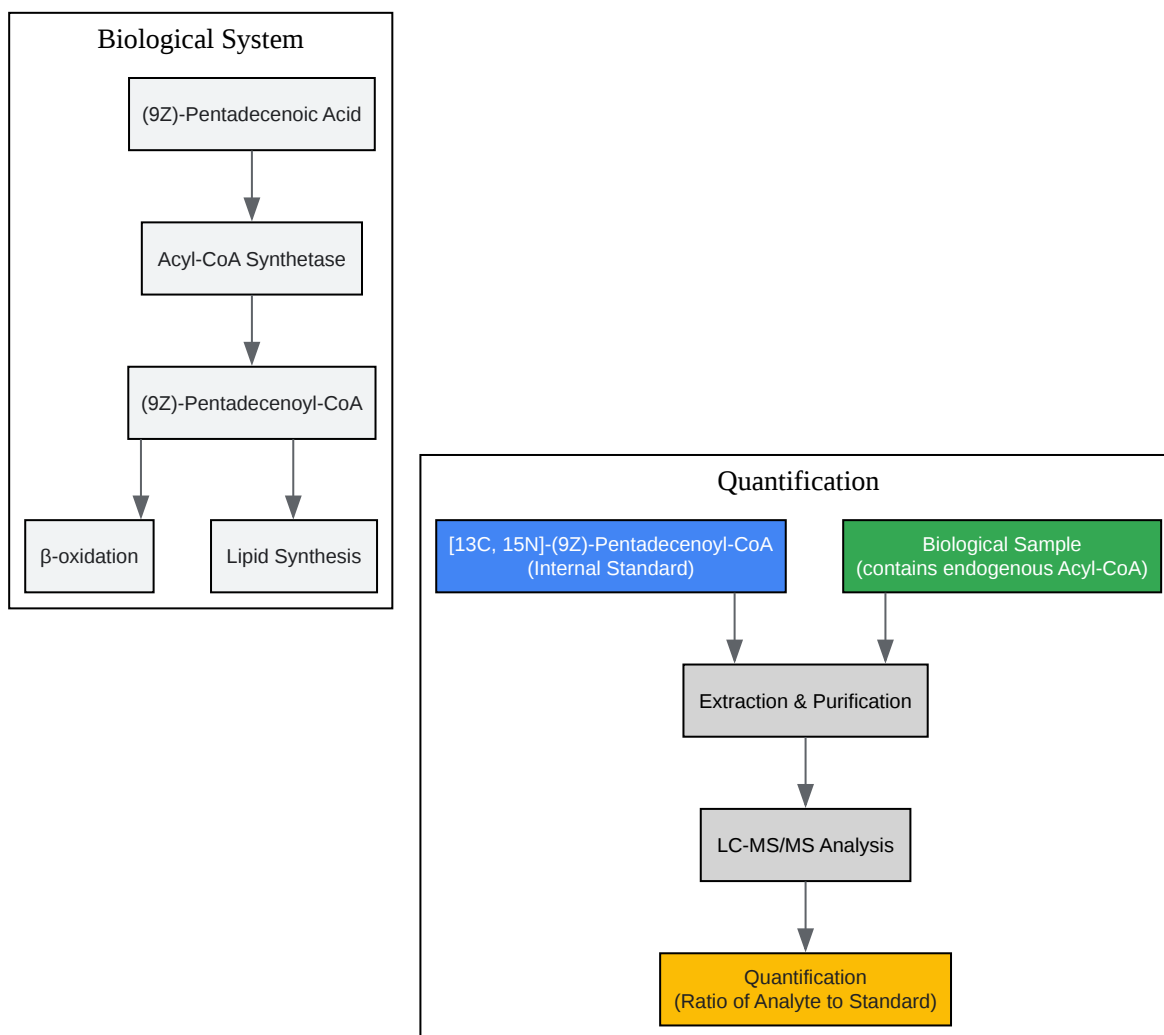 Biological System
(9Z)-Pentadecenoic Acid
Acyl-CoA Synthetase
(9Z)-Pentadecenoyl-CoA
β-oxidation
Lipid Synthesis
Quantification
[13C, 15N]-(9Z)-Pentadecenoyl-CoA
(Internal Standard)
Biological Sample
(contains endogenous Acyl-CoA)
Extraction & Purification
LC-MS/MS Analysis
Quantification
(Ratio of Analyte to Standard)